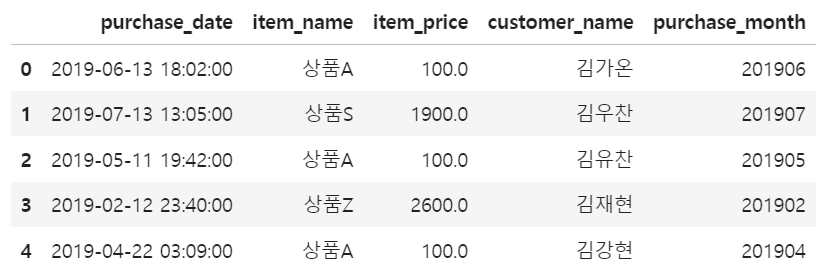 purchase_date item_name item_price customer_name purchase_month
0 2019-06-13 18:02:00 상품A 100.0 김가온 201906
1 2019-07-13 13:05:00 상품S 1900.0 김우찬 201907
2 2019-05-11 19:42:00 상품A 100.0 김유찬 201905
3 2019-02-12 23:40:00 상품Z 2600.0 김재현 201902
4 2019-04-22 03:09:00 상품A 100.0 김강현 201904